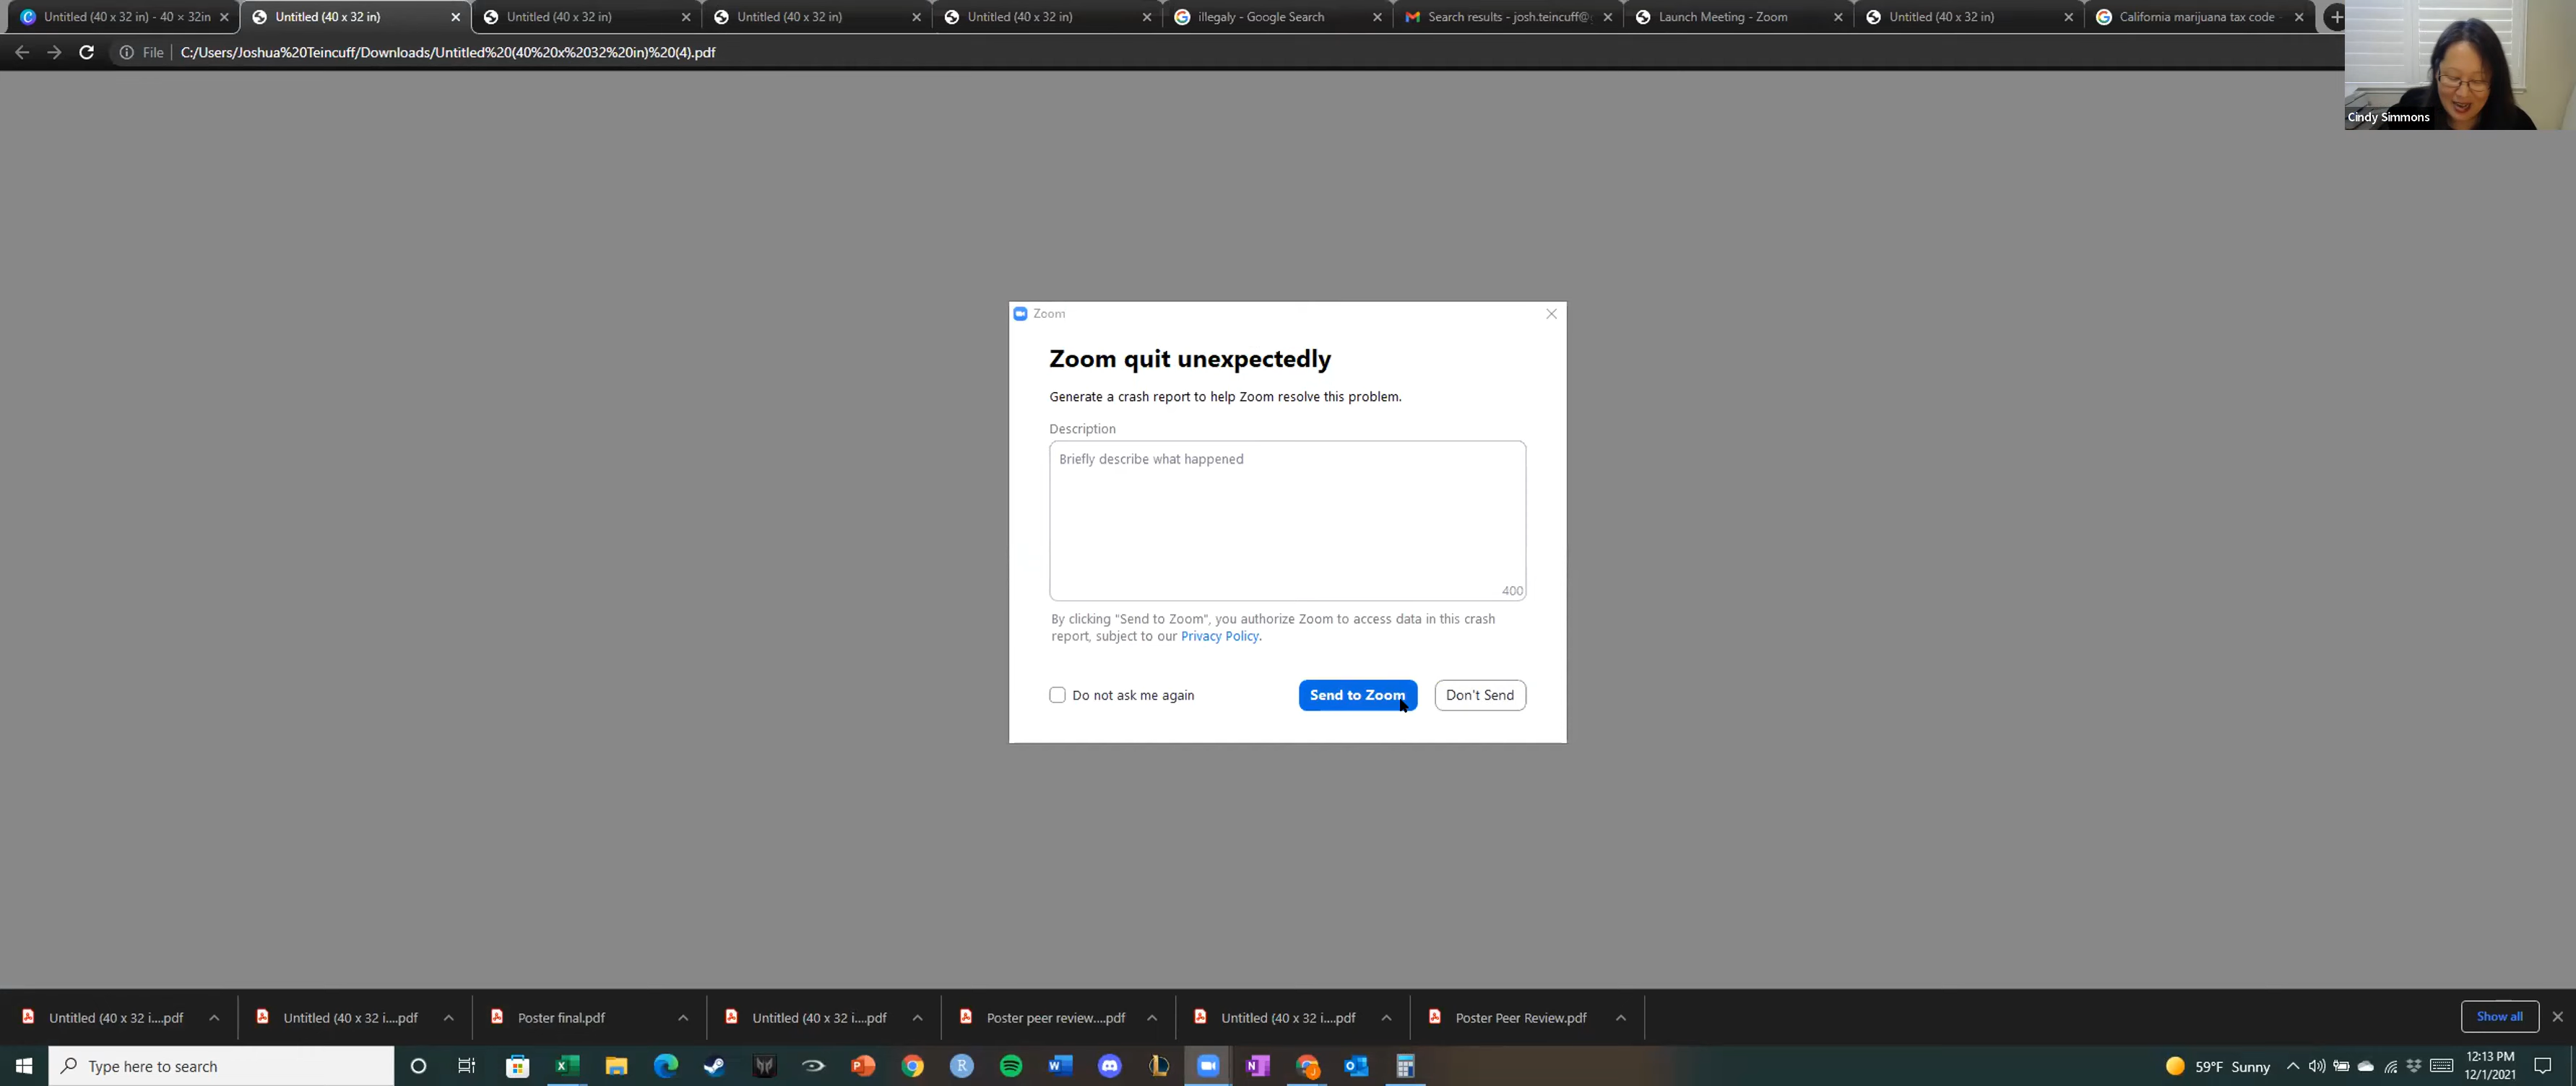 Untitled (40 x 32 in) - 40 × 32in
Untitled (40 x 32 in)
Untitled (40 x 32 in)
Untitled (40 x 32 in)
Untitled (40 x 32 in)
illegaly - Google Search
Search results - josh.teincuff@
Launch Meeting - Zoom
Untitled (40 x 32 in)
California marijuana tax code
File
C:/Users/Joshua%20Teincuff/Downloads/Untitled%20(40%20x%2032%20in)%20(4).pdf
Cindy Simmons
Zoom
Zoom quit unexpectedly
Generate a crash report to help Zoom resolve this problem.
Description
Briefly describe what happened
400
By clicking "Send to Zoom", you authorize Zoom to access data in this crash
report, subject to our Privacy Policy.
Do not ask me again
Send to Zoom
Don't Send
Untitled (40 x 32 i....pdf
Untitled (40 x 32 i....pdf
Poster final.pdf
Untitled (40 x 32 i....pdf
Poster peer review....pdf
Untitled (40 x 32 i....pdf
Poster Peer Review.pdf
Show all
Type here to search
59°F Sunny
12:13 PM
12/1/2021